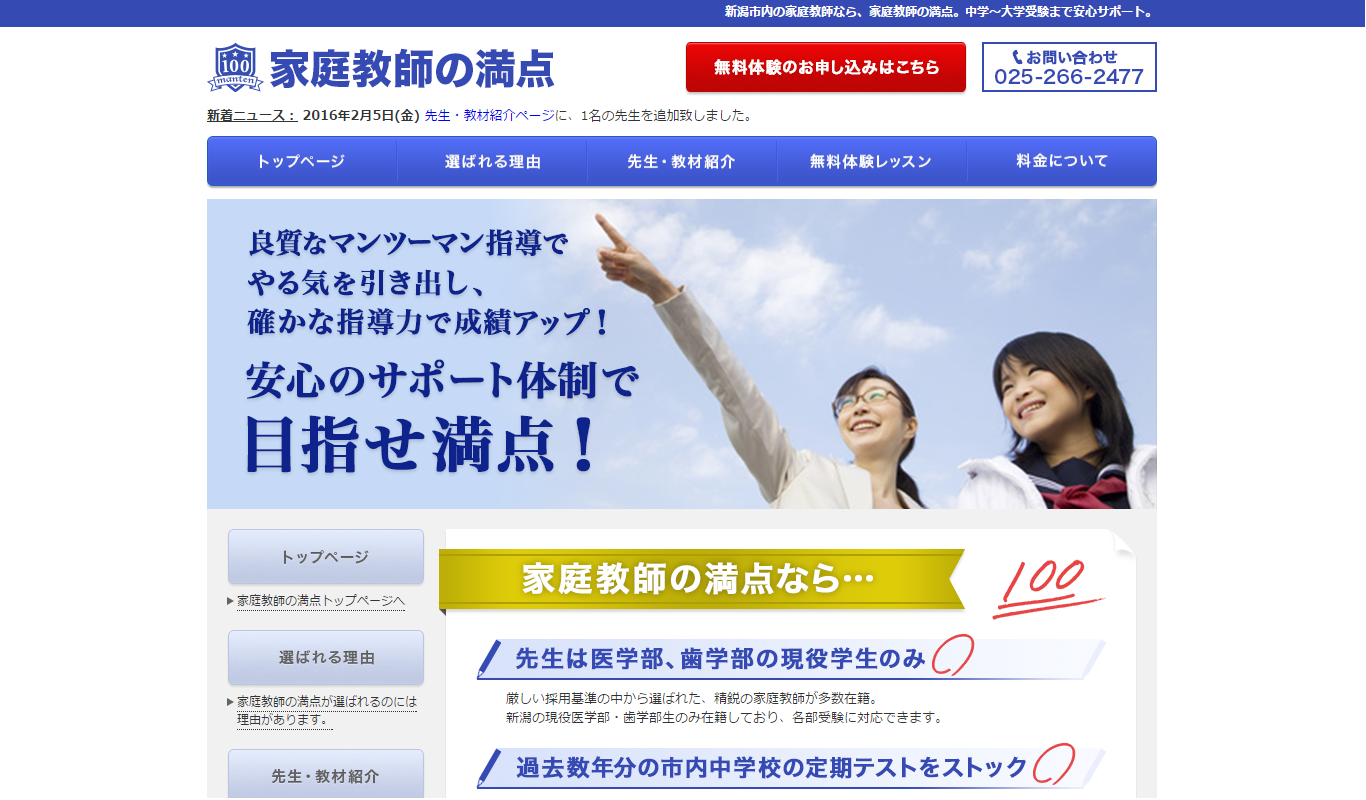 新潟市内の家庭教師なら、家庭教師の満点。中学～大学受験まで安心サポート。
100
manten
家庭教師の満点
無料体験のお申し込みはこちら
お問い合わせ
025-266-2477
新着ニュース： 2016年2月5日(金) 先生・教材紹介ページに、1名の先生を追加致しました。
トップページ
選ばれる理由
先生・教材紹介
無料体験レッスン
料金について
良質なマンツーマン指導で
やる気を引き出し、
確かな指導力で成績アップ！
安心のサポート体制で
目指せ満点！
トップページ
家庭教師の満点トップページへ
選ばれる理由
家庭教師の満点が選ばれるのには
理由があります。
先生・教材紹介
家庭教師の満点なら…
100
先生は医学部、歯学部の現役学生のみ
厳しい採用基準の中から選ばれた、精鋭の家庭教師が多数在籍。
新潟の現役医学部・歯学部生のみ在籍しており、各部受験に対応できます。
過去数年分の市内中学校の定期テストをストック